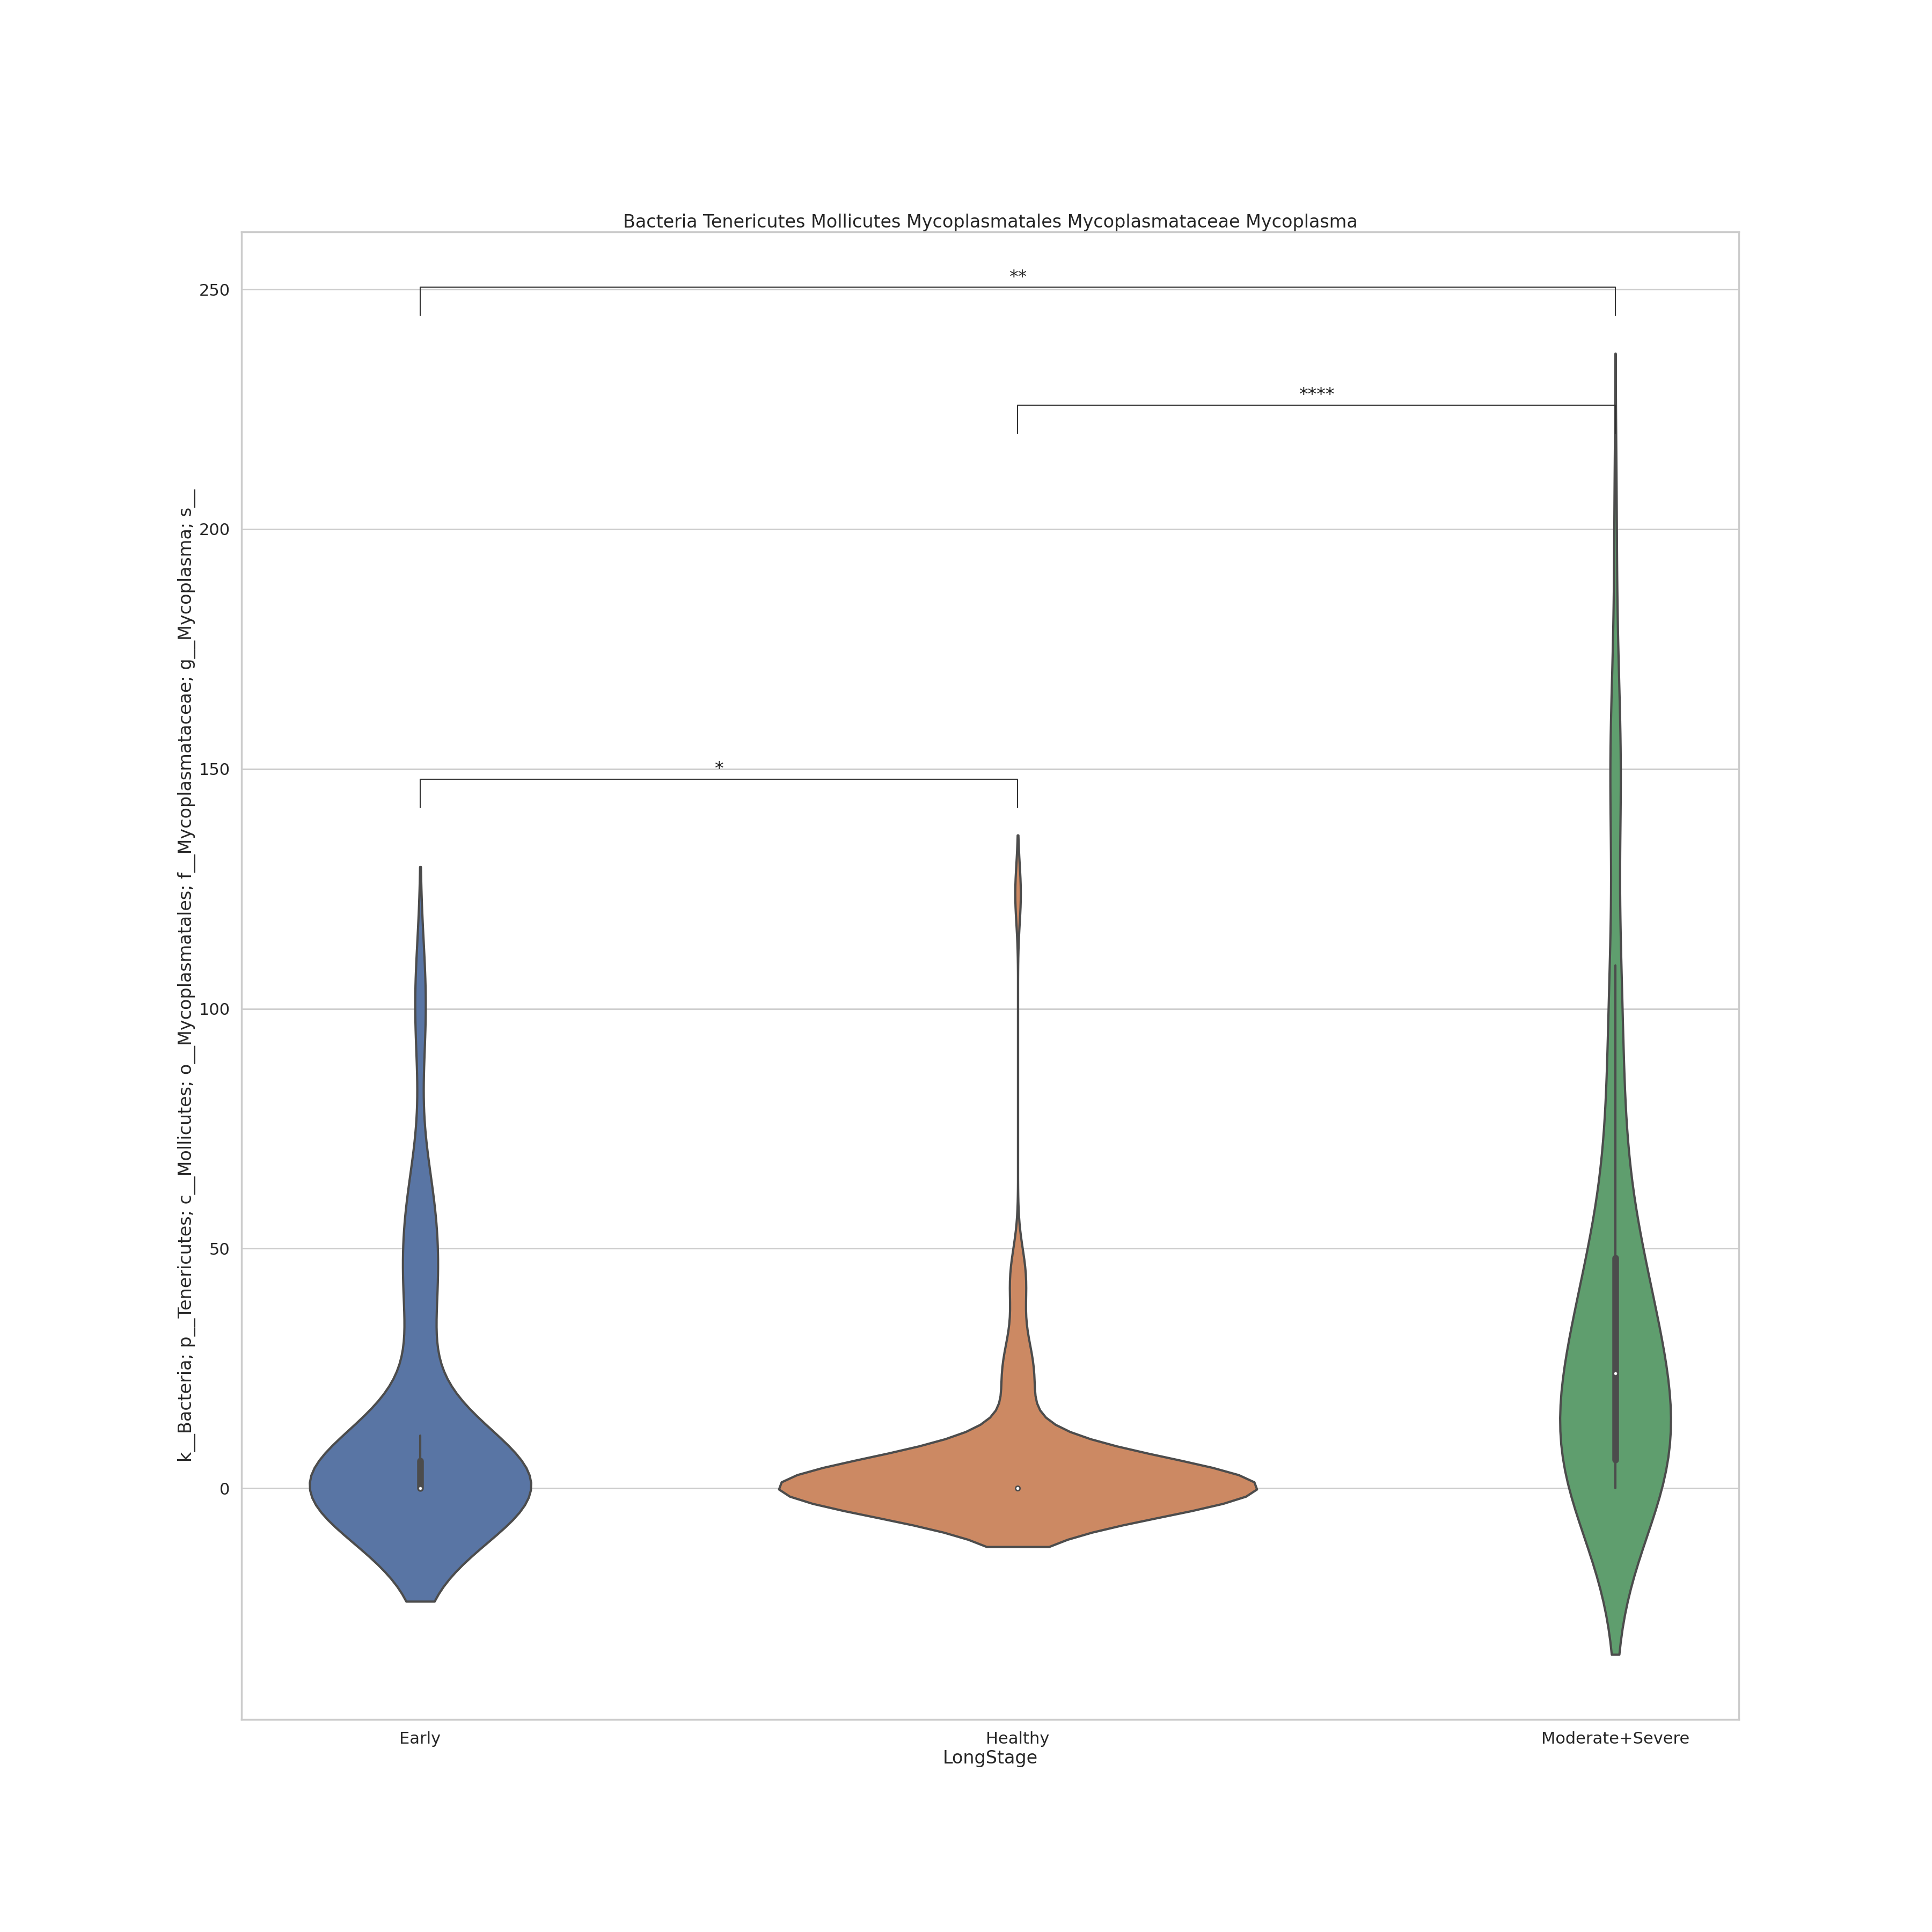 Bacteria Tenericutes Mollicutes Mycoplasmatales Mycoplasmataceae Mycoplasma
**
250
****
200
*
150
100
50
0
k__Bacteria; p__Tenericutes; c__Mollicutes; o__Mycoplasmatales; f__Mycoplasmataceae; g__Mycoplasma; s__
Early
Healthy
Moderate+Severe
LongStage